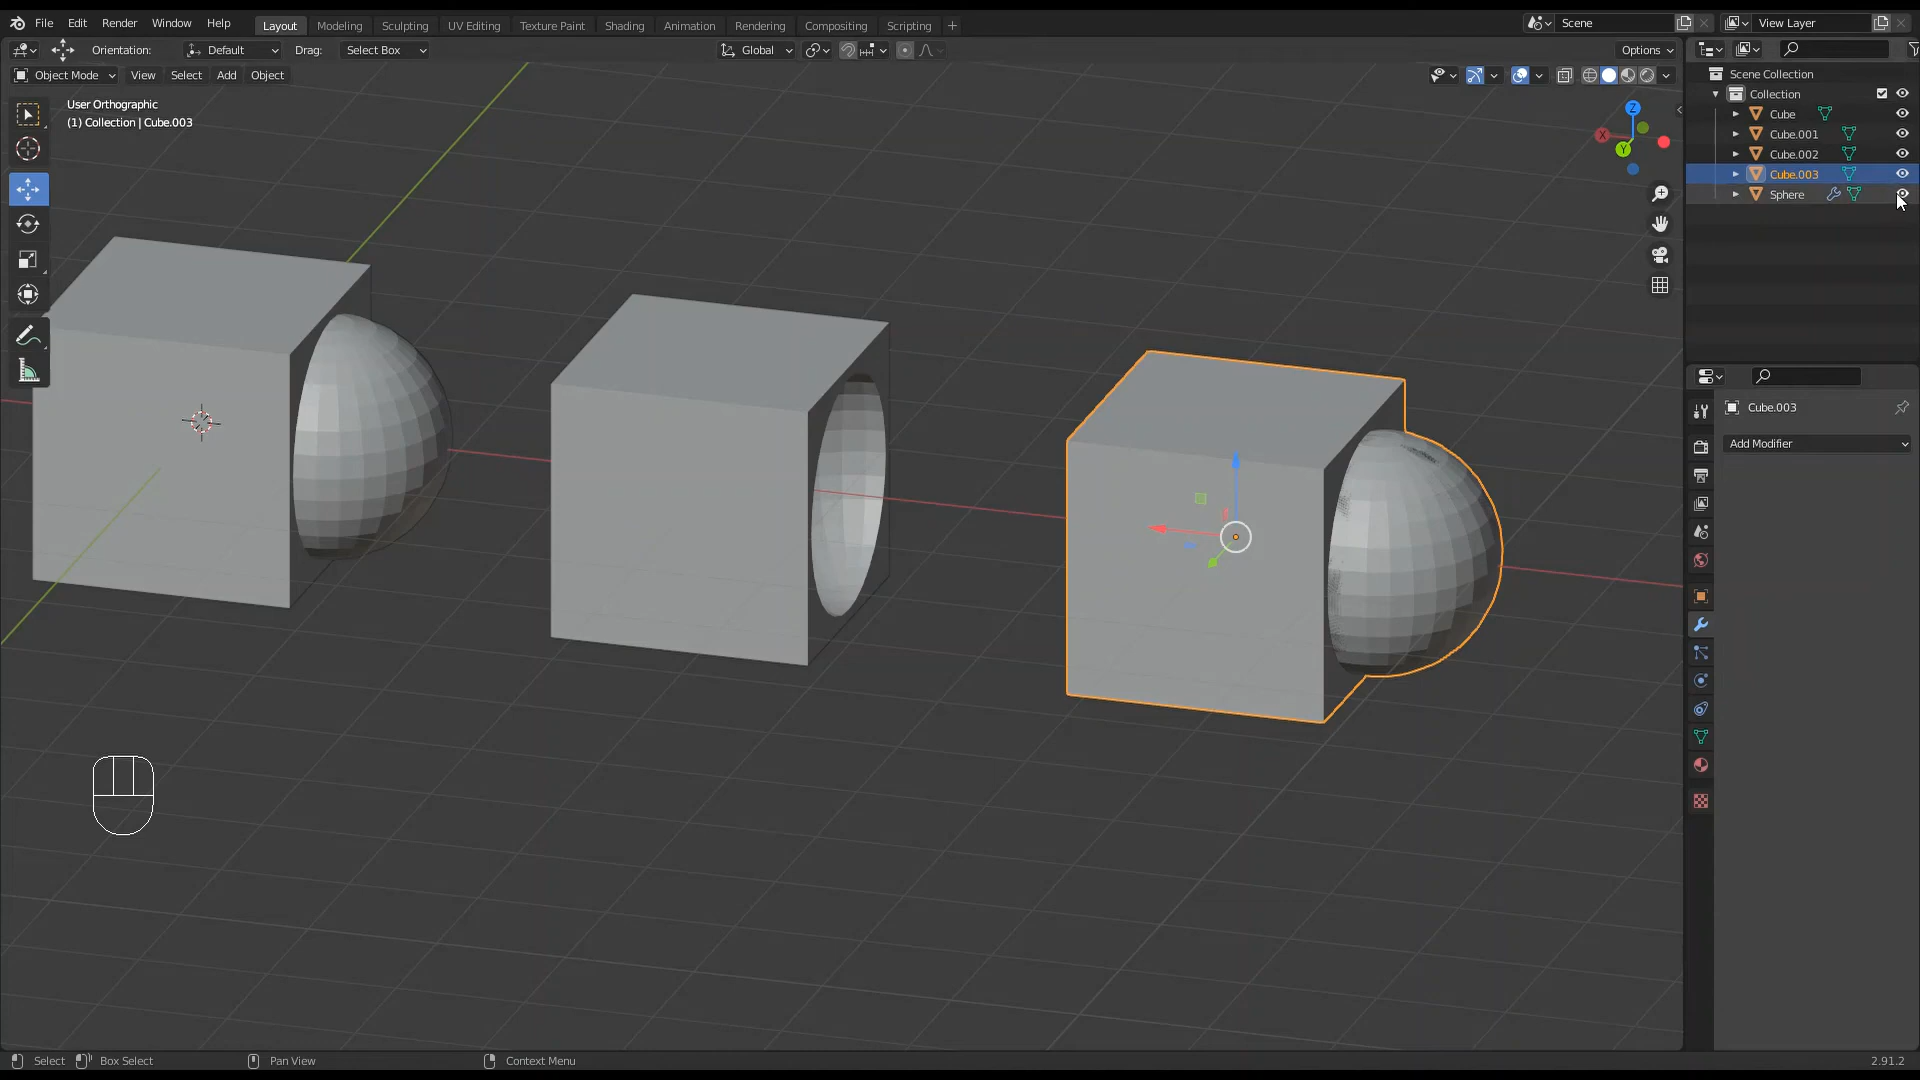 File Edit Render Window Help Layout Modeling Sculpting UV Editing Texture Paint Shading Animation Rendering Compositing Scripting + Scene View Layer
Orientation: Default Drag: Select Box Global Options
Object Mode View Select Add Object
User Orthographic
(1) Collection | Cube.003
Z
X
Y
Scene Collection
Collection
Cube
Cube.001
Cube.002
Cube.003
Sphere
Cube.003
Add Modifier
Select Box Select Pan View Context Menu 2.91.2